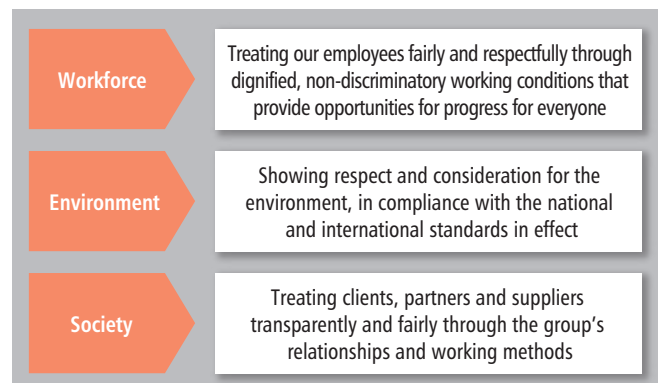 Workforce
Treating our employees fairly and respectfully through
dignified, non-discriminatory working conditions that
provide opportunities for progress for everyone
Environment
Showing respect and consideration for the
environment, in compliance with the national
and international standards in effect
Society
Treating clients, partners and suppliers
transparently and fairly through the group’s
relationships and working methods